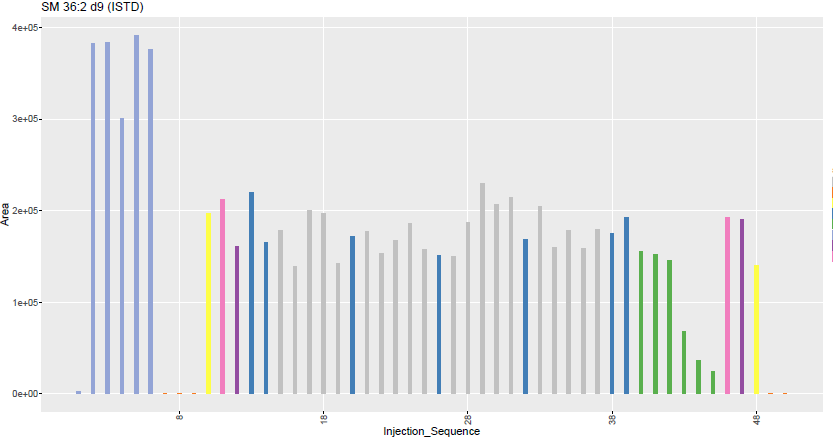 SM 36:2 d9 (ISTD)
4e+05
3e+05
2e+05
1e+05
0e+00
Area
8
18
28
38
48
Injection_Sequence